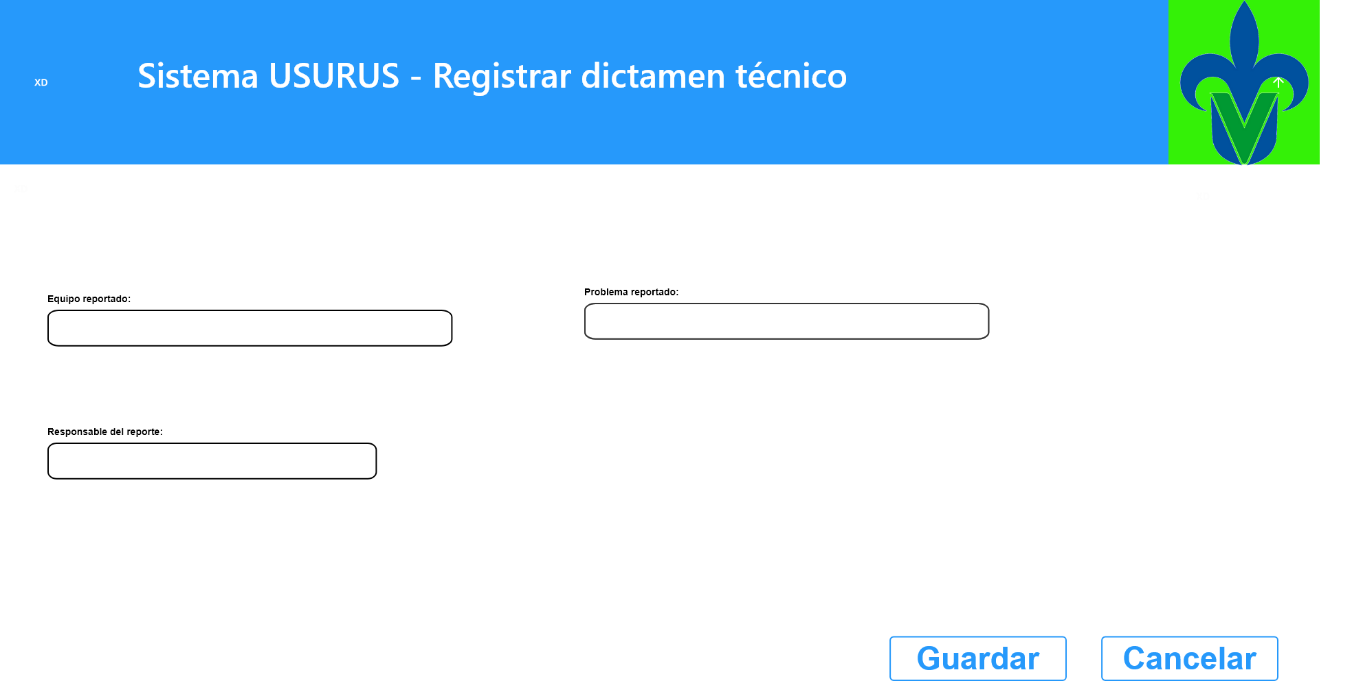 XD
Sistema USURUS - Registrar dictamen técnico
Equipo reportado:
Problema reportado:
Responsable del reporte:
Guardar
Cancelar